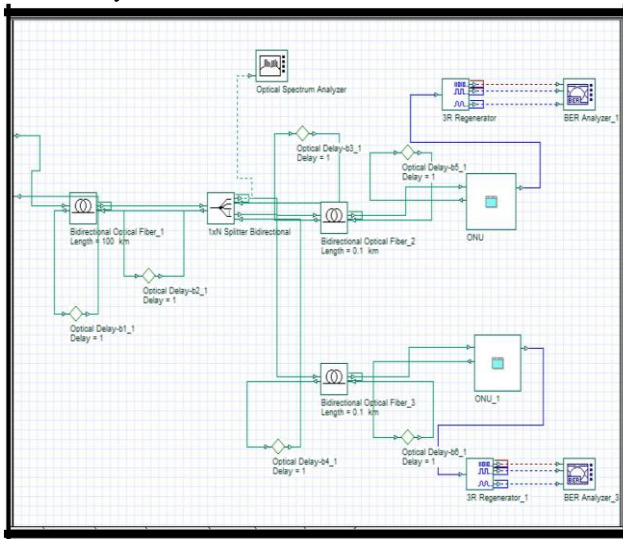 Optical Spectrum Analyzer
3R Regenerator
BER Analyzer_1
Optical Delay-b3_1
Delay = 1
Optical Delay-b5_1
Delay = 1
Bidirectional Optical Fiber_1
Length = 100 km
1xN Splitter Bidirectional
Bidirectional Optical Fiber_2
Length = 0.1 km
ONU
Optical Delay-b2_1
Delay = 1
Optical Delay-b1_1
Delay = 1
Bidirectional Optical Fiber_3
Length = 0.1 km
ONU_1
Optical Delay-b4_1
Delay = 1
Optical Delay-b6_1
Delay = 1
3R Regenerator_1
BER Analyzer_3